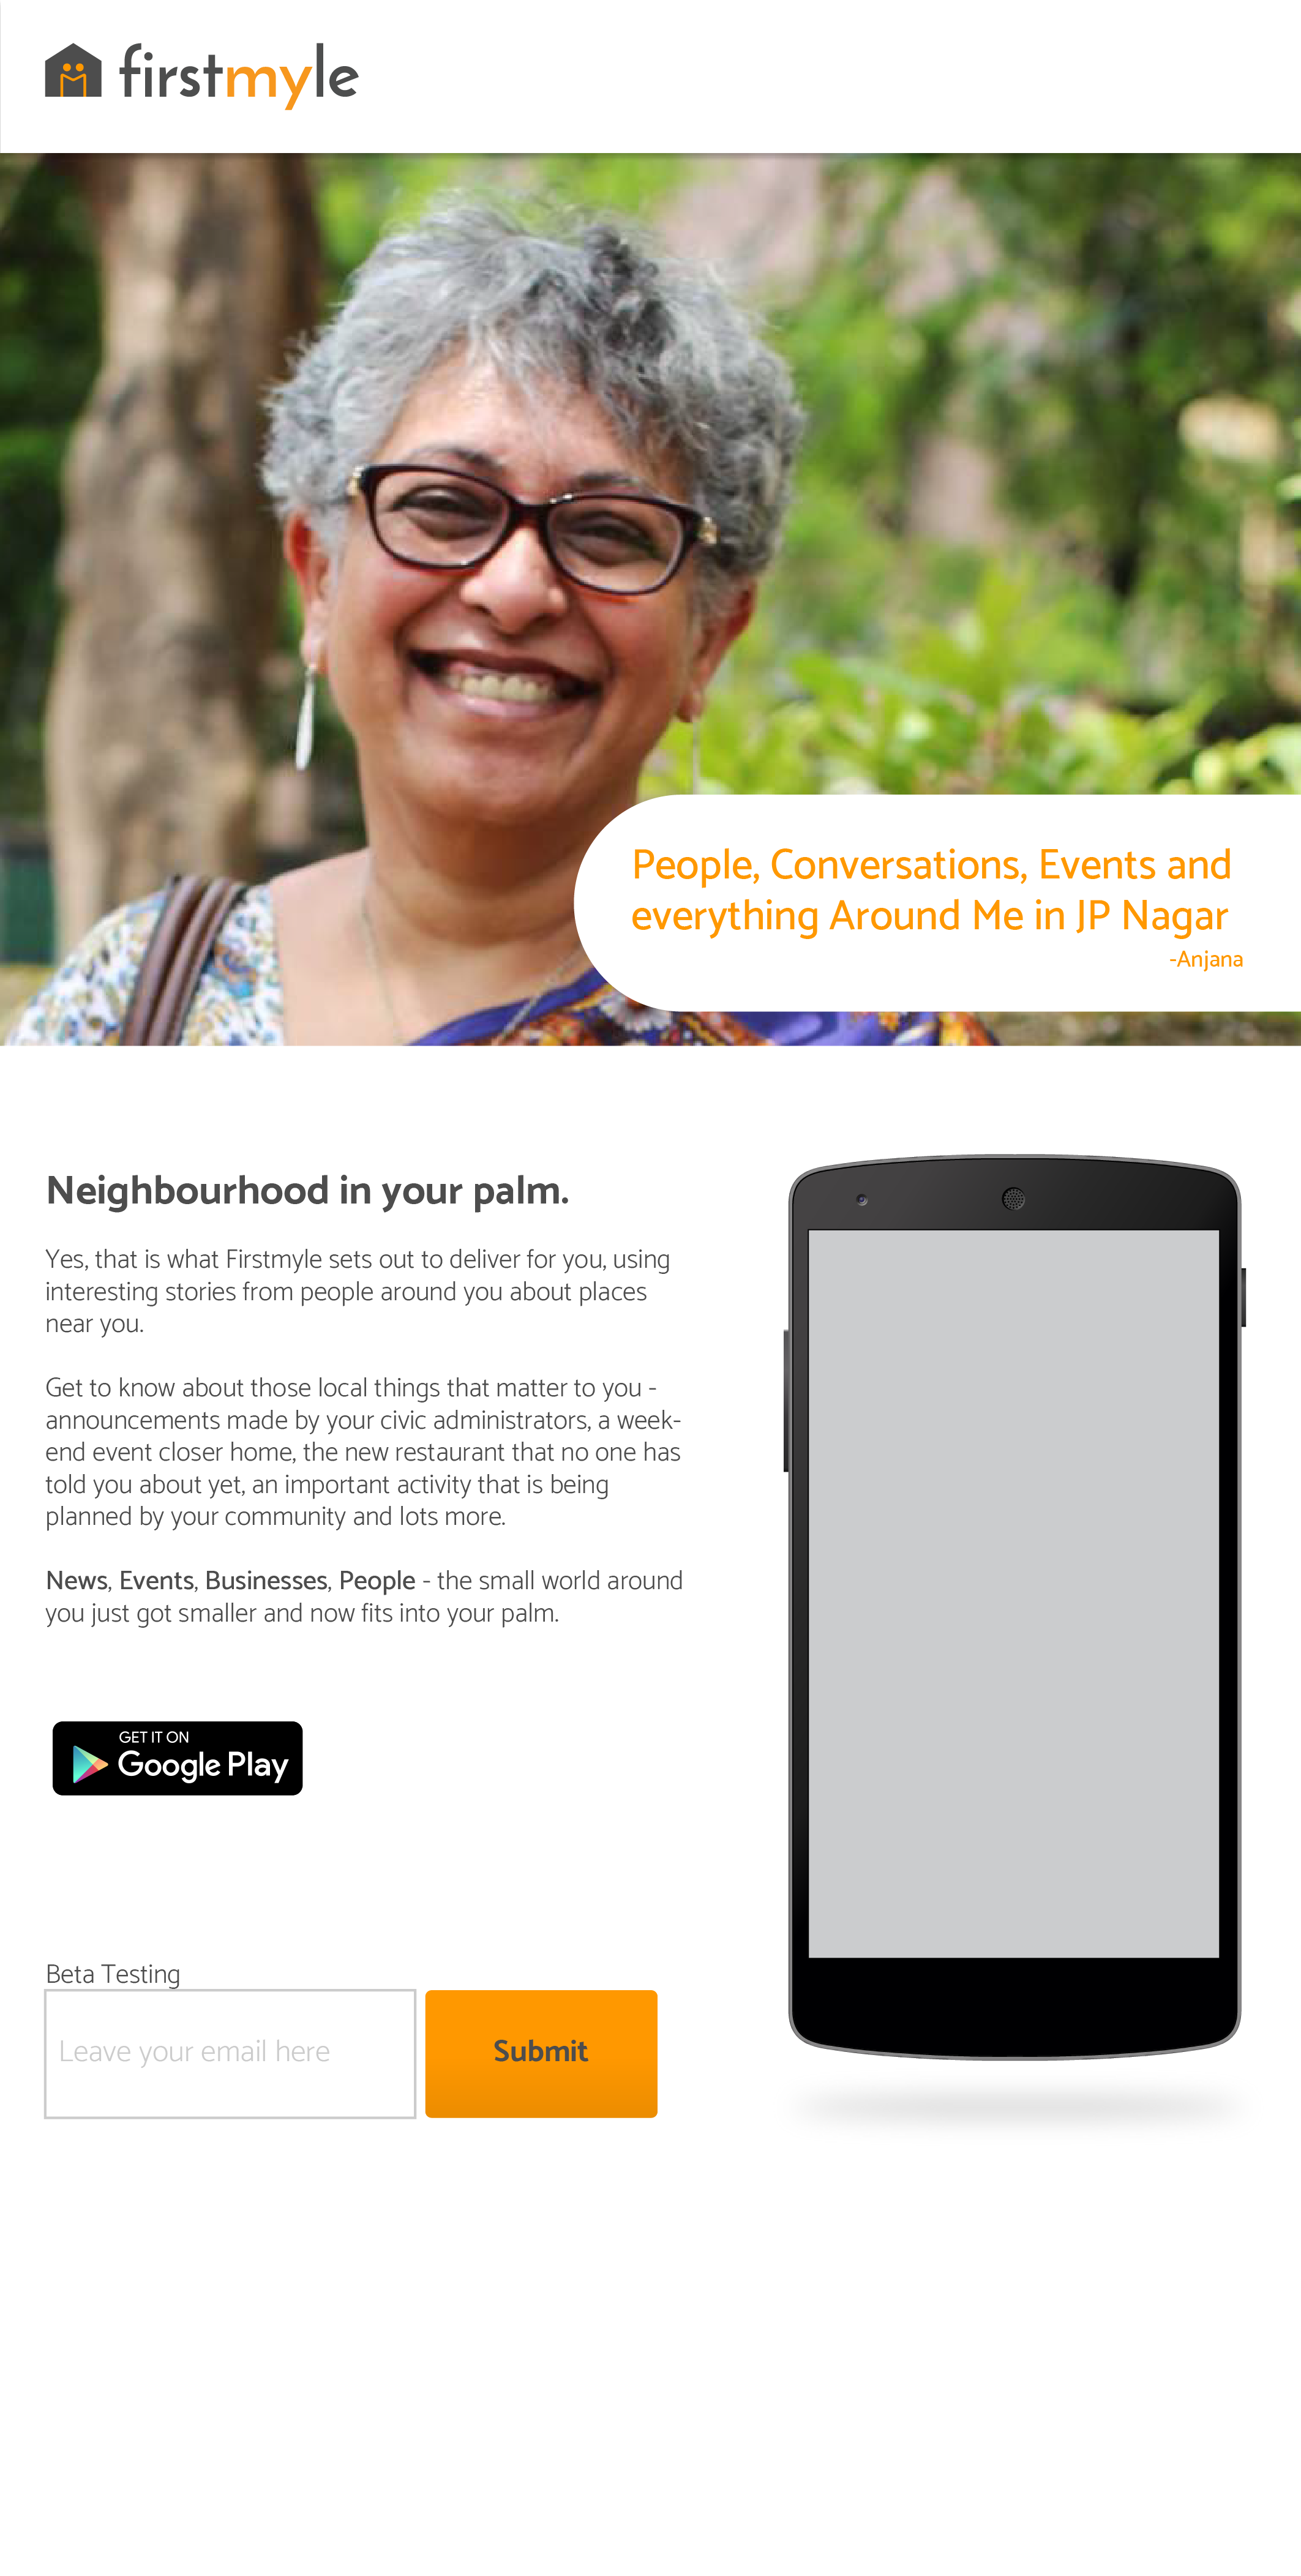 firstmyle
People, Conversations, Events and
everything Around Me in JP Nagar
-Anjana
Neighbourhood in your palm.
Yes, that is what Firstmyle sets out to deliver for you, using
interesting stories from people around you about places
near you.
Get to know about those local things that matter to you -
announcements made by your civic administrators, a week-
end event closer home, the new restaurant that no one has
told you about yet, an important activity that is being
planned by your community and lots more.
News, Events, Businesses, People - the small world around
you just got smaller and now fits into your palm.
GET IT ON
Google Play
Beta Testing
Leave your email here
Submit